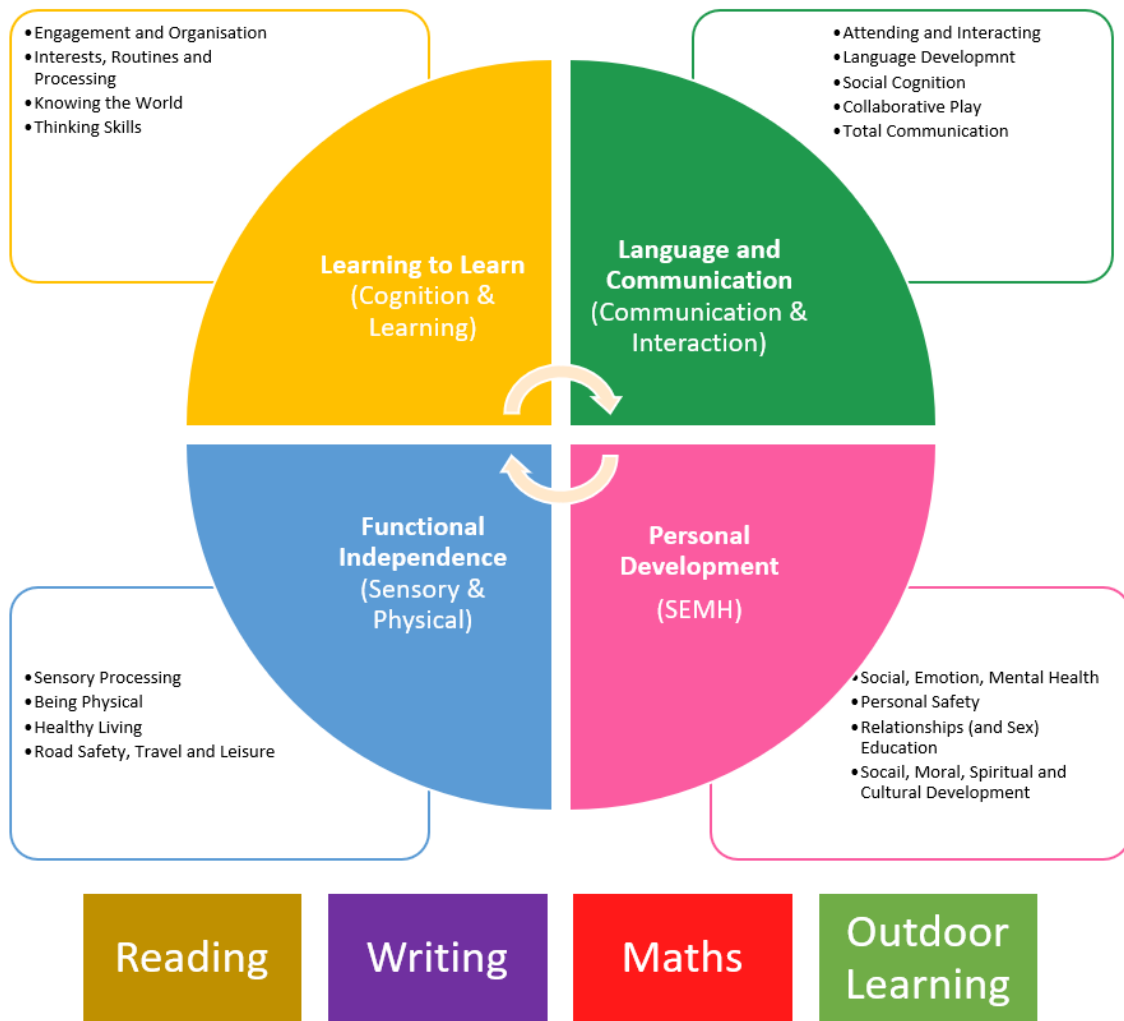 •Engagement and Organisation
•Interests, Routines and
Processing
•Knowing the World
•Thinking Skills
•Attending and Interacting
•Language Developmnt
•Social Cognition
•Collaborative Play
•Total Communication
Learning to Learn
(Cognition &
Learning)
Language and
Communication
(Communication &
Interaction)
Functional
Independence
(Sensory &
Physical)
Personal
Development
(SEMH)
•Sensory Processing
•Being Physical
•Healthy Living
•Road Safety, Travel and Leisure
•Social, Emotion, Mental Health
•Personal Safety
•Relationships (and Sex)
Education
•Socail, Moral, Spiritual and
Cultural Development
Reading
Writing
Maths
Outdoor
Learning